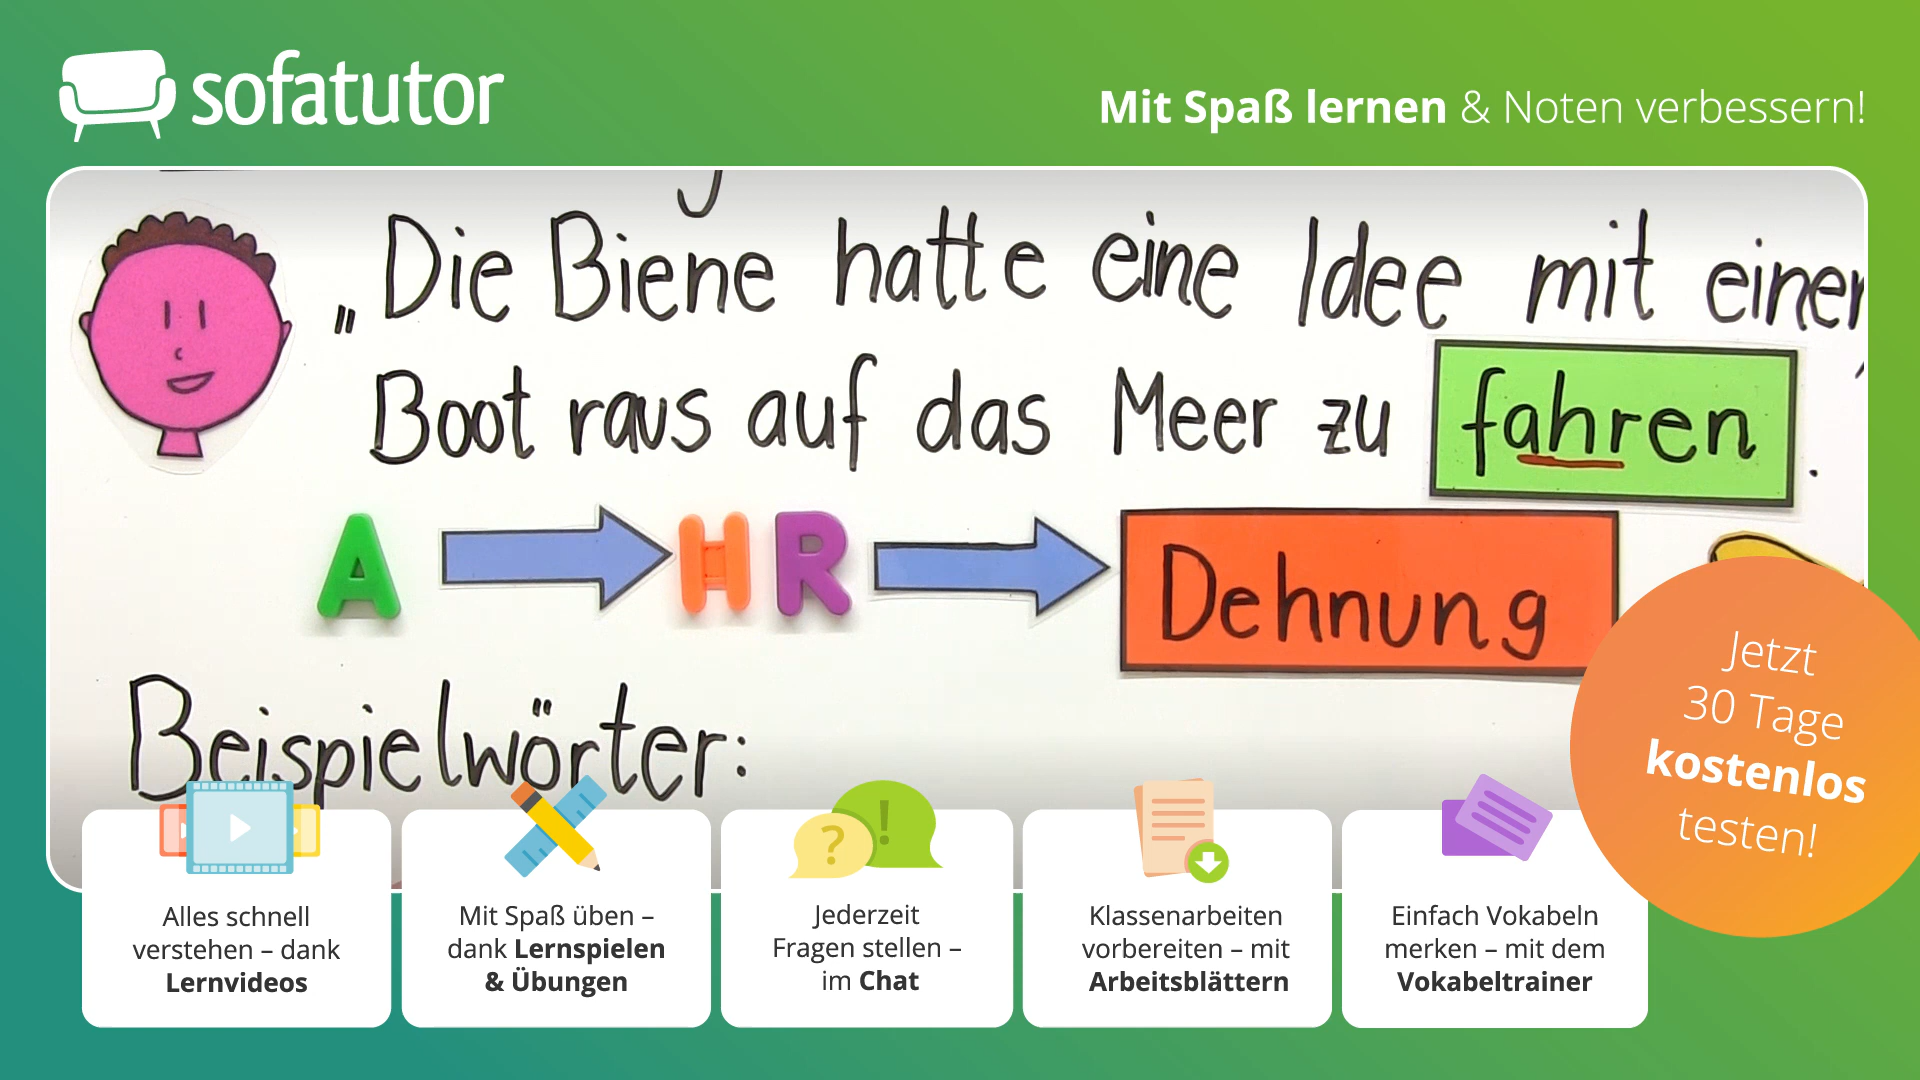 sofatutor
Mit Spaß lernen & Noten verbessern!
„Die Biene hatte eine Idee mit einem
Boot raus auf das Meer zu fahren.
A HR Dehnung
Beispielwörter:
Jetzt
30 Tage
kostenlos
testen!
Alles schnell
verstehen – dank
Lernvideos
Mit Spaß üben –
dank Lernspielen
& Übungen
? !
Jederzeit
Fragen stellen –
im Chat
Klassenarbeiten
vorbereiten – mit
Arbeitsblättern
Einfach Vokabeln
merken – mit dem
Vokabeltrainer